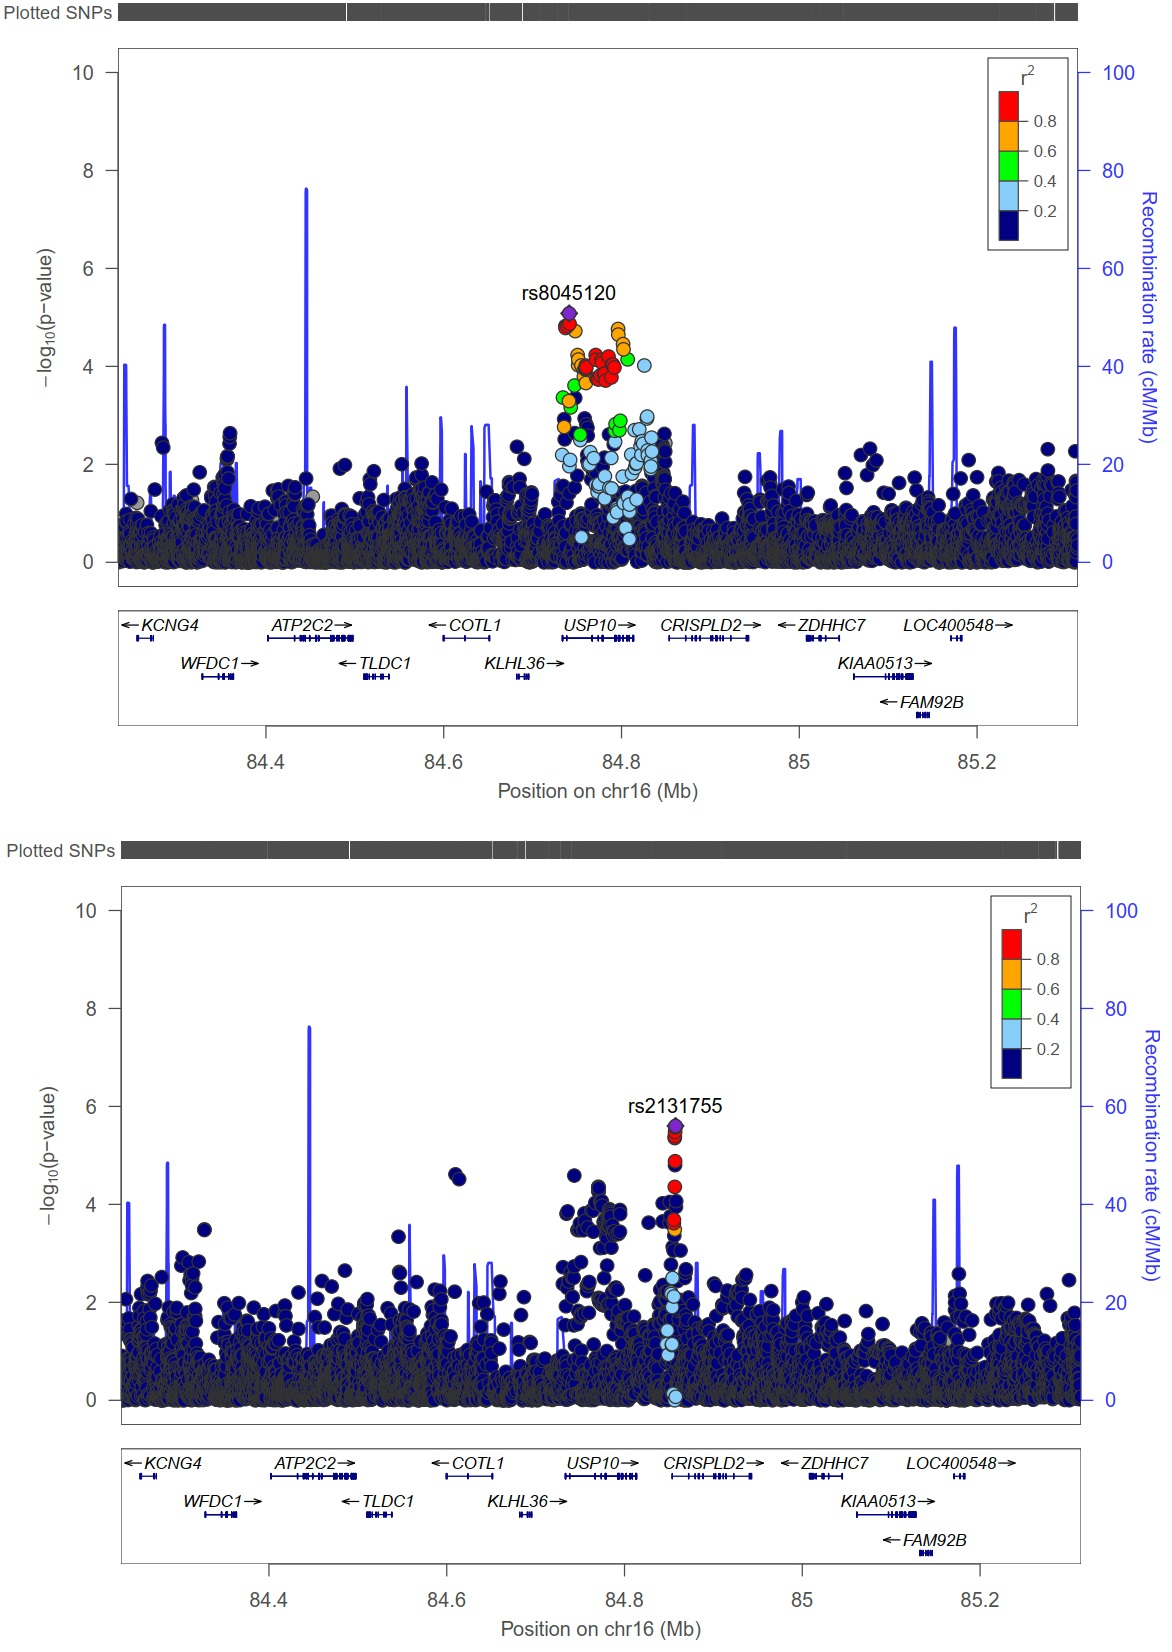 Plotted SNPs
10
8
6
4
2
0
−log10(p−value)
100
80
60
40
20
0
Recombination rate (cM/Mb)
r2
0.8
0.6
0.4
0.2
rs8045120
←KCNG4 ATP2C2→ ←COTL1 USP10→ CRISPLD2→ ←ZDHHC7 LOC400548→
WFDC1→ ←TLDC1 KLHL36→ KIAA0513→
←FAM92B
84.4 84.6 84.8 85 85.2
Position on chr16 (Mb)
Plotted SNPs
10
8
6
4
2
0
−log10(p−value)
100
80
60
40
20
0
Recombination rate (cM/Mb)
r2
0.8
0.6
0.4
0.2
rs2131755
←KCNG4 ATP2C2→ ←COTL1 USP10→ CRISPLD2→ ←ZDHHC7 LOC400548→
WFDC1→ ←TLDC1 KLHL36→ KIAA0513→
←FAM92B
84.4 84.6 84.8 85 85.2
Position on chr16 (Mb)